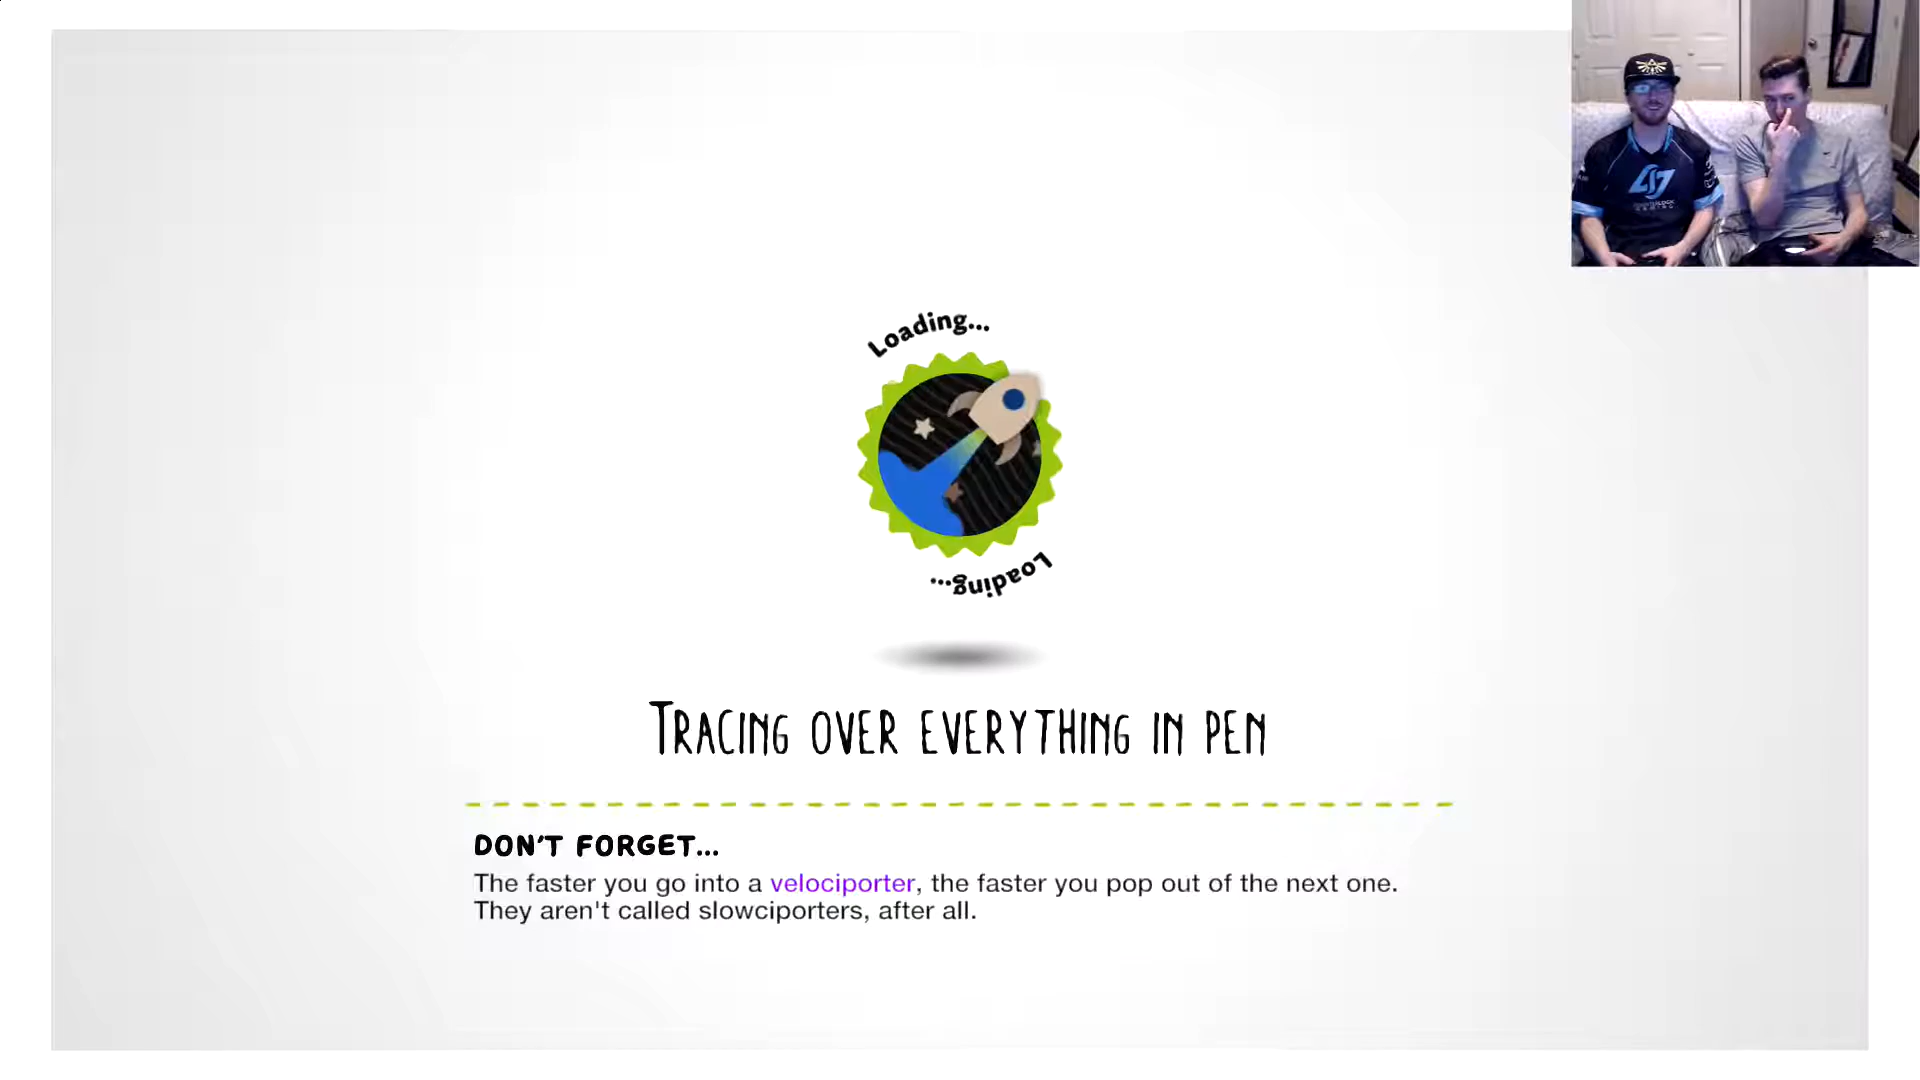 Loading...
Loading...
Tracing over everything in pen
DON'T FORGET...
The faster you go into a velociporter, the faster you pop out of the next one.
They aren't called slowciporters, after all.